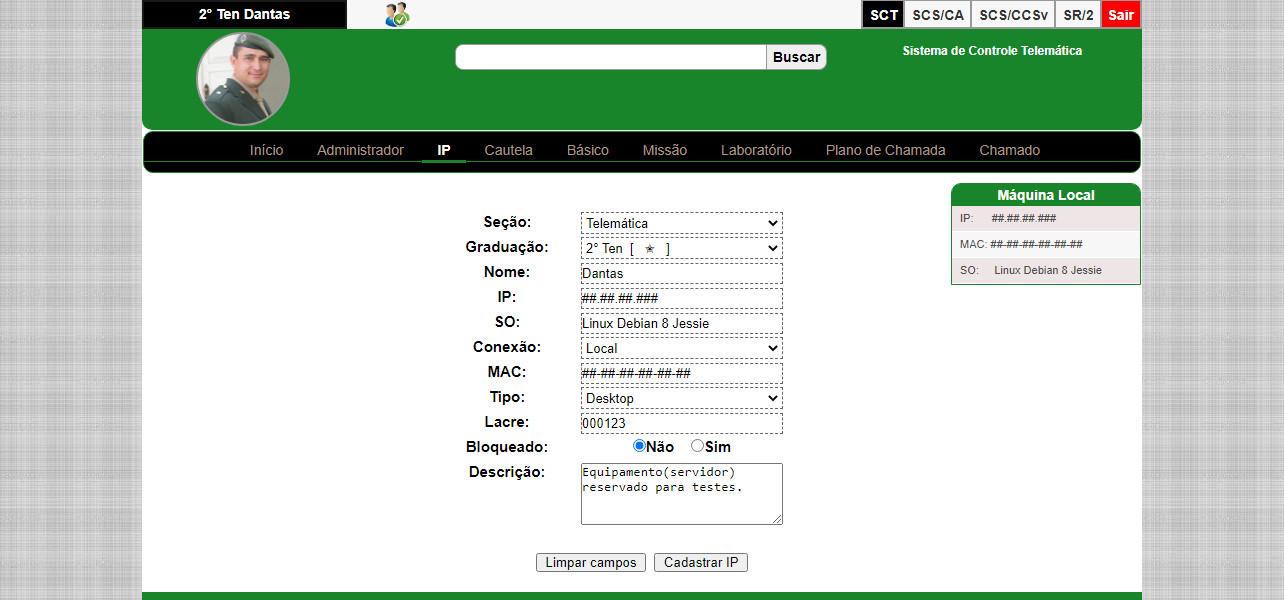 2° Ten Dantas
SCT SCS/CA SCS/CCSv SR/2 Sair
Buscar
Sistema de Controle Telemática
Início Administrador IP Cautela Básico Missão Laboratório Plano de Chamada Chamado
Máquina Local
IP: ##.##.##.###
MAC: ##-##-##-##-##-##
SO: Linux Debian 8 Jessie
Seção: Telemática
Graduação: 2° Ten [ ★ ]
Nome: Dantas
IP: ##.##.##.###
SO: Linux Debian 8 Jessie
Conexão: Local
MAC: ##-##-##-##-##-##
Tipo: Desktop
Lacre: 000123
Bloqueado: Não Sim
Descrição: Equipamento(servidor)
reservado para testes.
Limpar campos Cadastrar IP